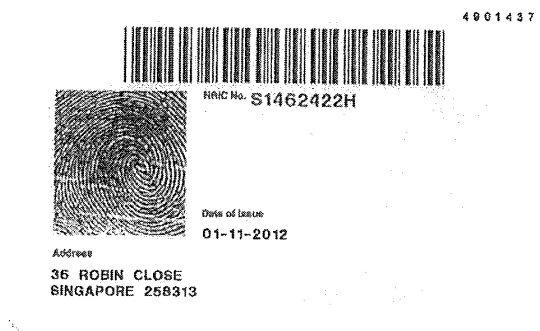 4901437
NRIC No. S1462422H
Date of Issue
01-11-2012
Address
36 ROBIN CLOSE
SINGAPORE 258313